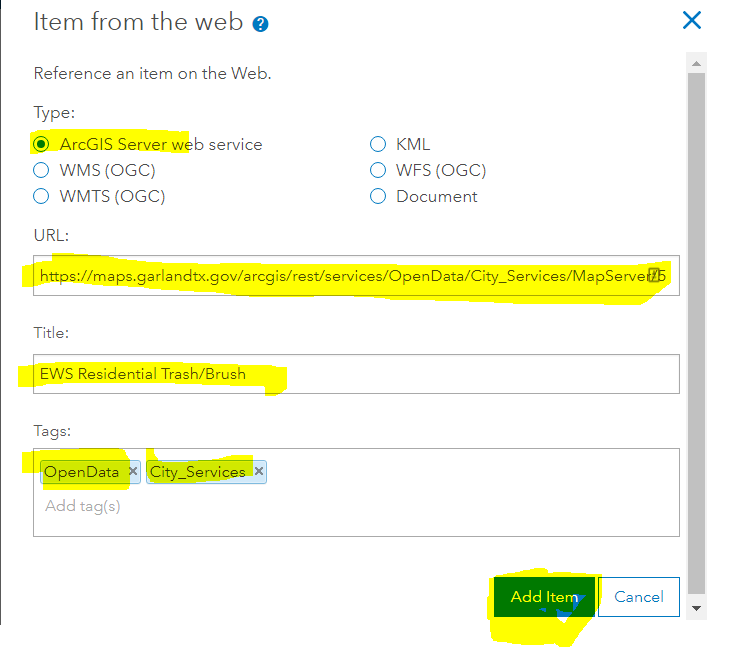 Item from the web ?
Reference an item on the Web.
Type:
ArcGIS Server web service
KML
WMS (OGC)
WFS (OGC)
WMTS (OGC)
Document
URL:
https://maps.garlandtx.gov/arcgis/rest/services/OpenData/City_Services/MapServer/5
Title:
EWS Residential Trash/Brush
Tags:
OpenData × City_Services ×
Add tag(s)
Add Item Cancel